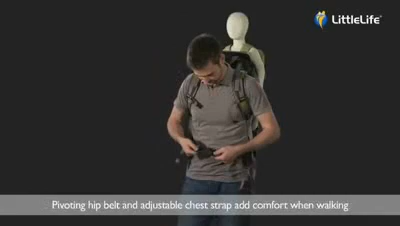 LittleLife®
Pivoting hip belt and adjustable chest strap add comfort when walking